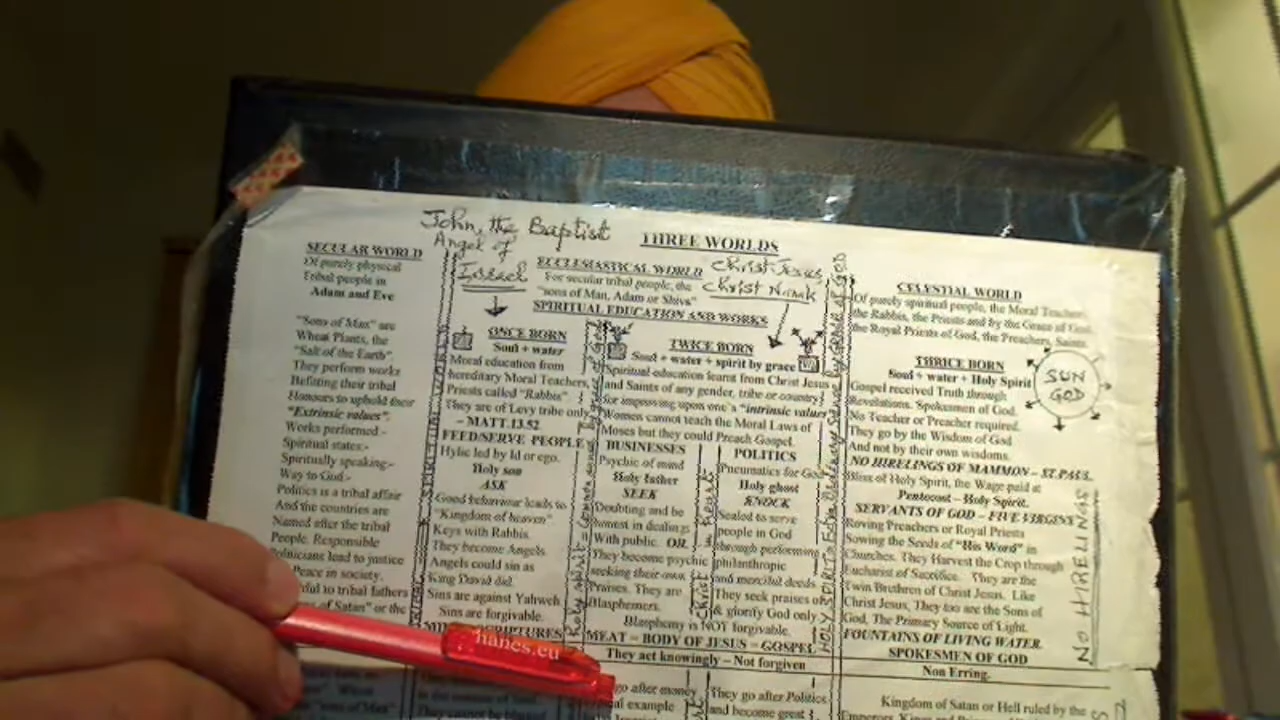 John, the Baptist
Angel of
Israel
THREE WORLDS
SECULAR WORLD
Of purely physical
Tribal people in
Adam and Eve
"Sons of Man" are
Wheat Plants, the
"Salt of the Earth".
They perform works
Befitting their tribal
Honours to uphold their
"Extrinsic values".
Works performed:-
Spiritual states:-
Spiritually speaking:-
Way to God:-
Politics is a tribal affair
And the countries are
Named after the tribal
People. Responsible
Politicians lead to justice
Peace in society.
to tribal fathers
of Satan" or the
ECCLESIASTICAL WORLD
Christ Jesus
Christ Nanak
For secular tribal people, the
"sons of Man, Adam or Shiva"
SPIRITUAL EDUCATION AND WORKS
ONCE BORN
Soul + water
Moral education from
hereditary Moral Teachers,
Priests called "Rabbis".
They are of Levy tribe only
– MATT.13.52
FEED/SERVE PEOPLE
Hylic led by Id or ego.
Holy son
ASK
Good behaviour leads to
"Kingdom of heaven"
Keys with Rabbis.
They become Angels.
Angels could sin as
King David did.
Sins are against Yahweh
Sins are forgivable.
SCRIPTURES
TWICE BORN
Soul + water + spirit by grace
Spiritual education learnt from Christ Jesus
and Saints of any gender, tribe or country
for improving upon one's "intrinsic values"
Women cannot teach the Moral Laws of
Moses but they could Preach Gospel.
BUSINESSES
Psychic of mind
Holy father
SEEK
Doubting and be
honest in dealings
With public. OR
They become psychic
seeking their own
Praises. They are
Blasphemers.
POLITICS
Pneumatics for God
Holy ghost
KNOCK
Sealed to serve
people in God
through performing
philanthropic
and merciful deeds
They seek praises of
& glorify God only
Blasphemy is NOT forgivable.
MEAT = BODY OF JESUS = GOSPEL
They act knowingly – Not forgiven
go after money
example
They go after Politics
and become great
CELESTIAL WORLD
Of purely spiritual people, the Moral Teachers,
the Rabbis, the Priests and by the Grace of God,
the Royal Priests of God, the Preachers, Saints.
THRICE BORN
Soul + water + Holy Spirit
Gospel received Truth through
Revelations. Spokesmen of God.
No Teacher or Preacher required.
They go by the Wisdom of God
And not by their own wisdoms.
NO HIRELINGS OF MAMMON – ST.PAUL
Bliss of Holy Spirit, the Wage paid at
Pentecost – Holy Spirit.
SERVANTS OF GOD – FIVE VIRGINS
Roving Preachers or Royal Priests
Sowing the Seeds of "His Word" in
Churches. They Harvest the Crop through
Eucharist of Sacrifice. They are the
Twin Brethren of Christ Jesus. Like
Christ Jesus, They too are the Sons of
God, The Primary Source of Light.
FOUNTAINS OF LIVING WATER.
SPOKESMEN OF GOD
Non Erring.
Kingdom of Satan or Hell ruled by the
SUN
GOD
NO HIRELINGS
hanes.eu